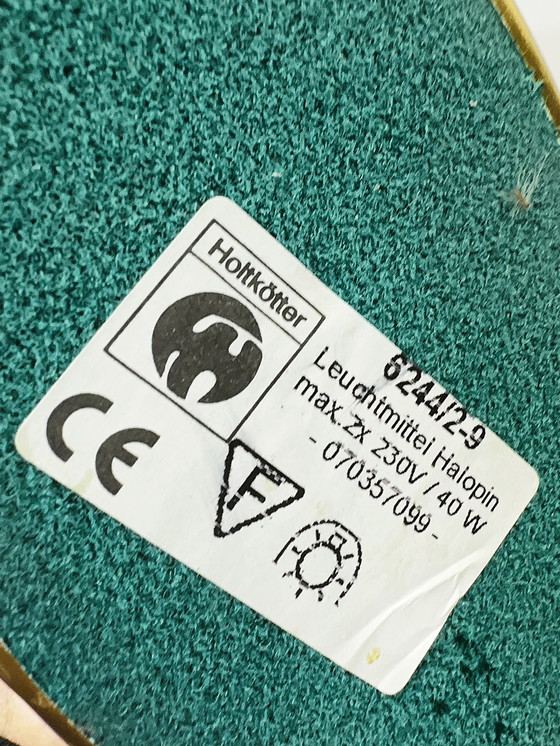 Holtkötter
6244/2-9
Leuchtmittel Halopin
max. 2x 230V / 40 W
- 070357099 -
CE
F